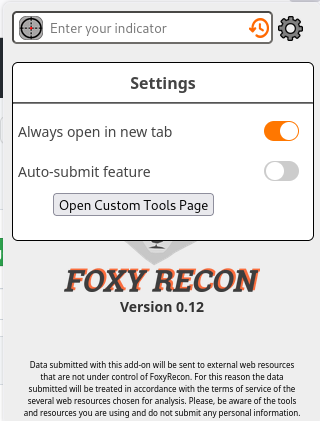 Enter your indicator
Settings
Always open in new tab
Auto-submit feature
Open Custom Tools Page
FOXY RECON
Version 0.12
Data submitted with this add-on will be sent to external web resources
that are not under control of FoxyRecon. For this reason the data
submitted will be treated in accordance with the terms of service of the
several web resources chosen for analysis. Please, be aware of the tools
and resources you are using and do not submit any personal information.